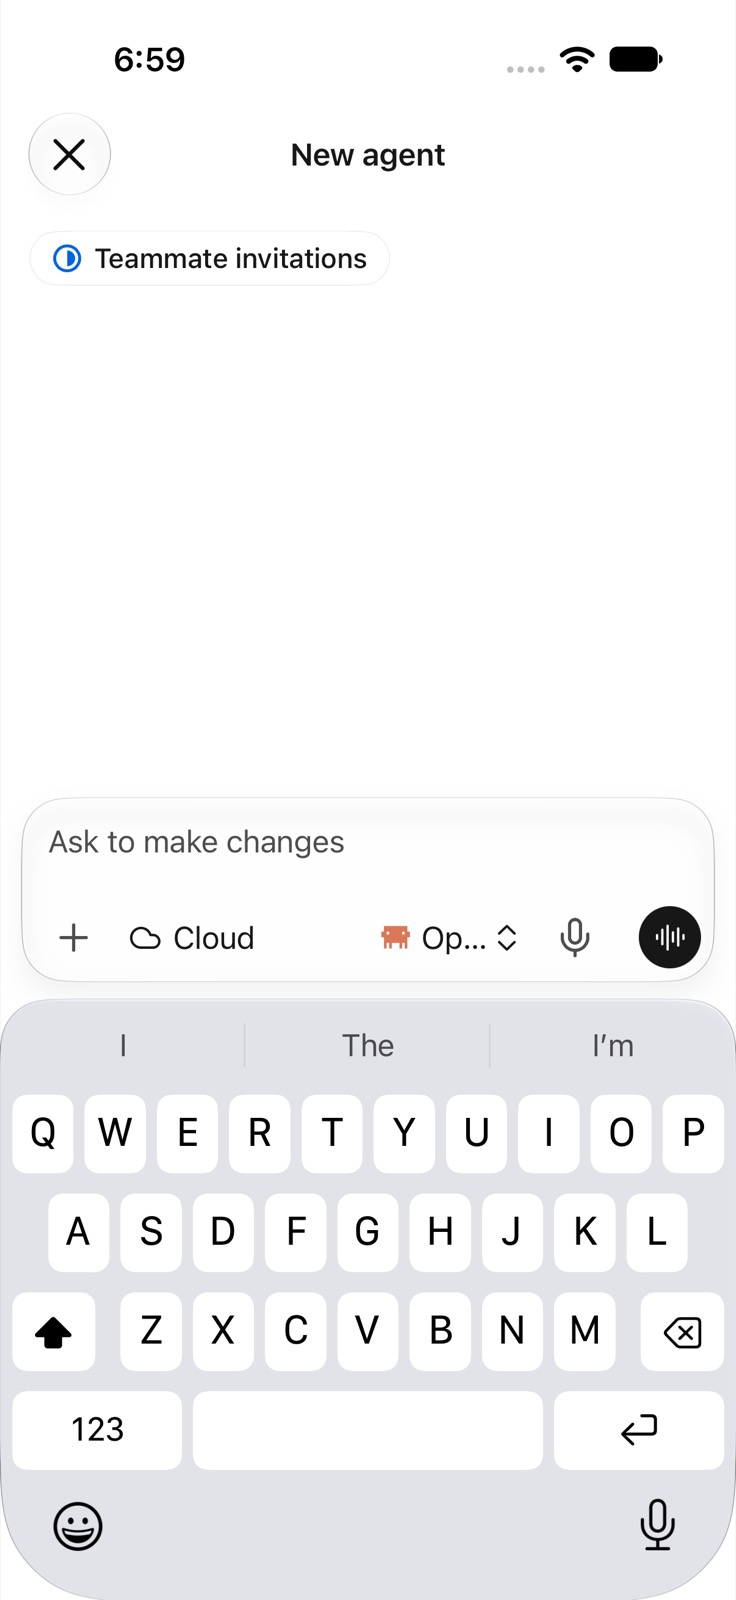 6:59
New agent
Teammate invitations
Ask to make changes
Cloud
Op...
I
The
I'm
Q W E R T Y U I O P
A S D F G H J K L
Z X C V B N M
123